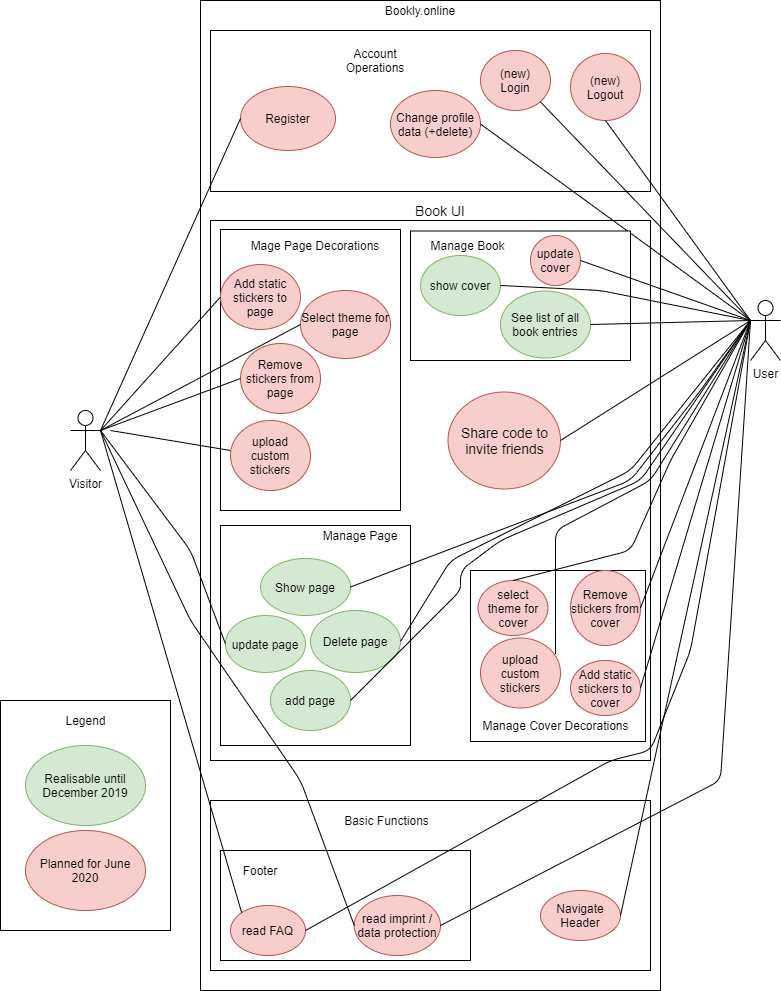 Bookly.online
Account
Operations
(new)
Login
(new)
Logout
Register
Change profile
data (+delete)
Book UI
Mage Page Decorations
Add static
stickers to
page
Select theme for
page
Remove
stickers from
page
upload
custom
stickers
Manage Book
update
cover
show cover
See list of all
book entries
User
Visitor
Share code to
invite friends
Manage Page
Show page
update page
Delete page
add page
select
theme for
cover
Remove
stickers from
cover
upload
custom
stickers
Add static
stickers to
cover
Manage Cover Decorations
Legend
Realisable until
December 2019
Planned for June
2020
Basic Functions
Footer
read FAQ
read imprint /
data protection
Navigate
Header